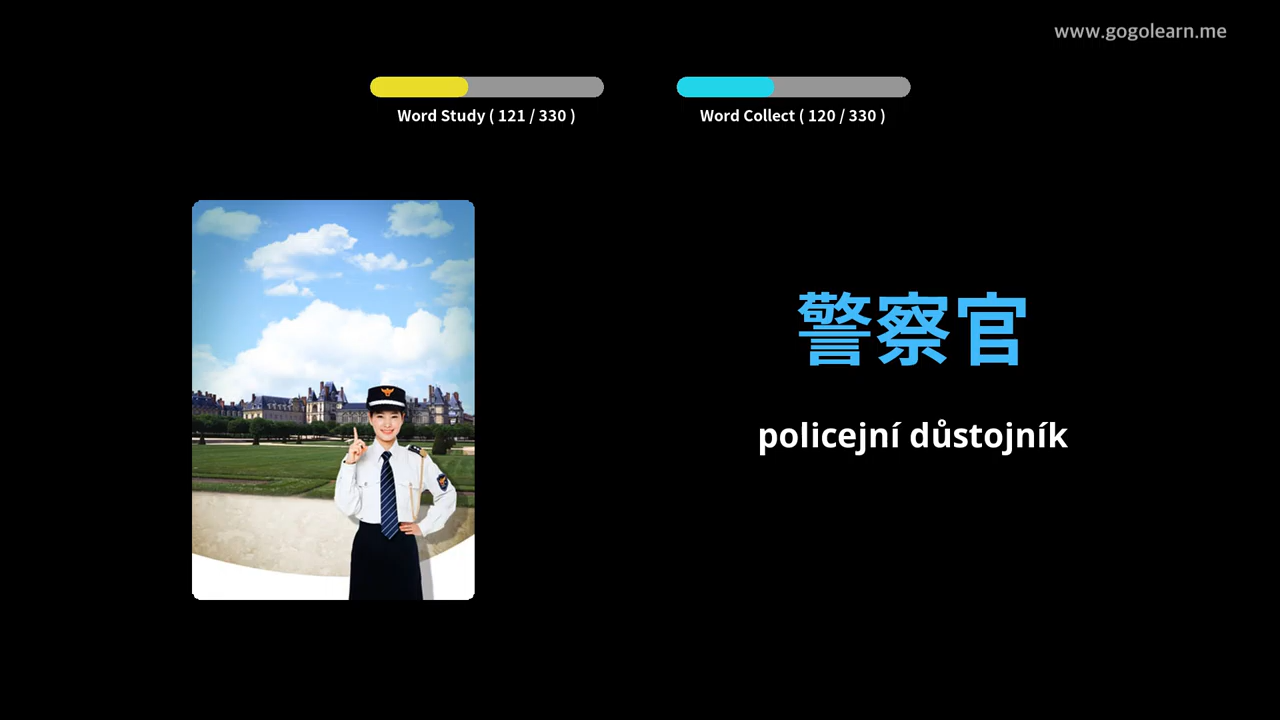 www.gogolearn.me
Word Study ( 121 / 330 )
Word Collect ( 120 / 330 )
警察官
policejní důstojník